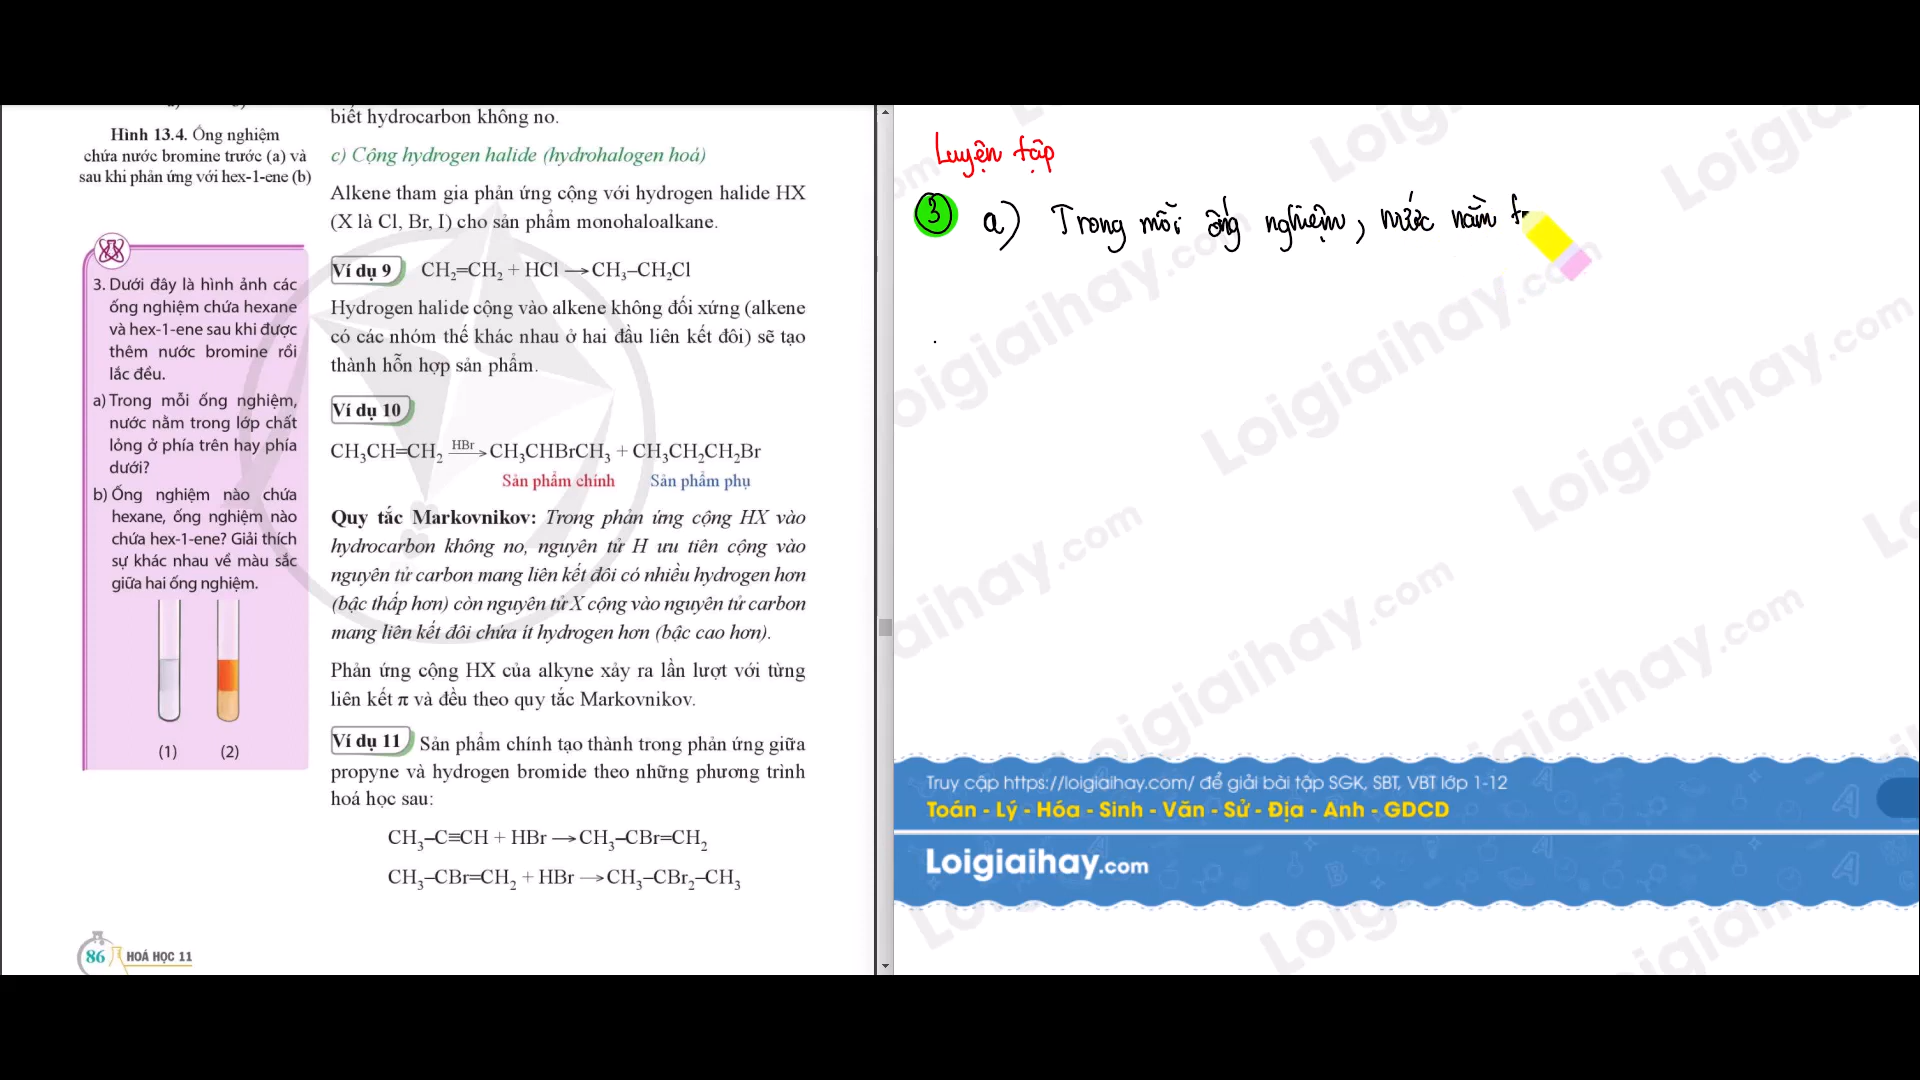 biết hydrocarbon không no.
Hình 13.4. Ống nghiệm
chứa nước bromine trước (a) và
sau khi phản ứng với hex-1-ene (b)
c) Cộng hydrogen halide (hydrohalogen hoá)
Alkene tham gia phản ứng cộng với hydrogen halide HX
(X là Cl, Br, I) cho sản phẩm monohaloalkane.
Ví dụ 9 CH₂=CH₂ + HCl → CH₃–CH₂Cl
Hydrogen halide cộng vào alkene không đối xứng (alkene
có các nhóm thế khác nhau ở hai đầu liên kết đôi) sẽ tạo
thành hỗn hợp sản phẩm.
Ví dụ 10
CH₃CH=CH₂ HBr → CH₃CHBrCH₃ + CH₃CH₂CH₂Br
Sản phẩm chính Sản phẩm phụ
Quy tắc Markovnikov: Trong phản ứng cộng HX vào
hydrocarbon không no, nguyên tử H ưu tiên cộng vào
nguyên tử carbon mang liên kết đôi có nhiều hydrogen hơn
(bậc thấp hơn) còn nguyên tử X cộng vào nguyên tử carbon
mang liên kết đôi chứa ít hydrogen hơn (bậc cao hơn).
Phản ứng cộng HX của alkyne xảy ra lần lượt với từng
liên kết π và đều theo quy tắc Markovnikov.
Ví dụ 11 Sản phẩm chính tạo thành trong phản ứng giữa
propyne và hydrogen bromide theo những phương trình
hoá học sau:
CH₃–C≡CH + HBr → CH₃–CBr=CH₂
CH₃–CBr=CH₂ + HBr → CH₃–CBr₂–CH₃
3. Dưới đây là hình ảnh các
ống nghiệm chứa hexane
và hex-1-ene sau khi được
thêm nước bromine rồi
lắc đều.
a) Trong mỗi ống nghiệm,
nước nằm trong lớp chất
lỏng ở phía trên hay phía
dưới?
b) Ống nghiệm nào chứa
hexane, ống nghiệm nào
chứa hex-1-ene? Giải thích
sự khác nhau về màu sắc
giữa hai ống nghiệm.
(1) (2)
86 HOÁ HỌC 11
Luyện tập
3 a) Trong mỗi ống nghiệm, nước nằm
Truy cập https://loigiaihay.com/ để giải bài tập SGK, SBT, VBT lớp 1-12
Toán - Lý - Hóa - Sinh - Văn - Sử - Địa - Anh - GDCD
Loigiaihay.com